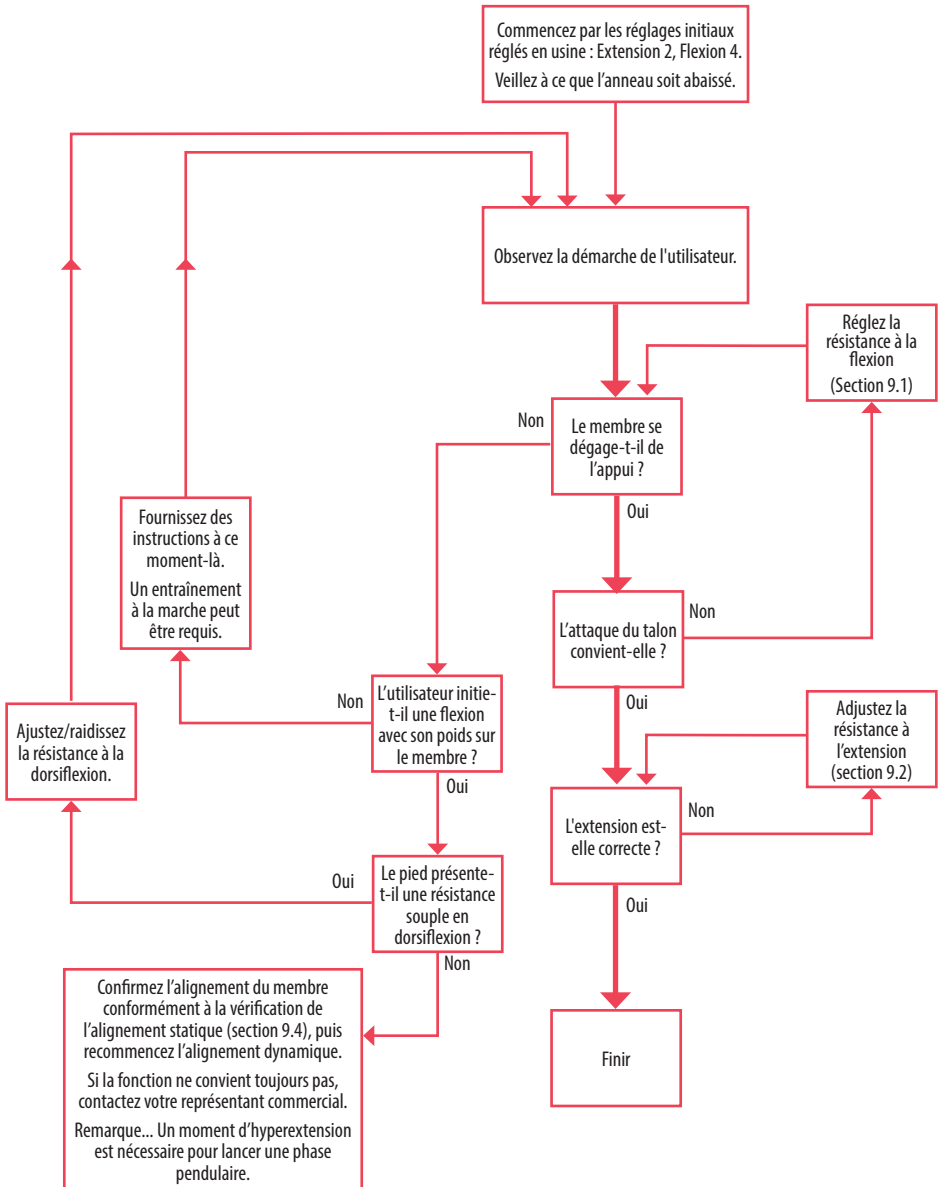 Commencez par les réglages initiaux
réglés en usine : Extension 2, Flexion 4.
Veillez à ce que l’anneau soit abaissé.
Observez la démarche de l'utilisateur.
Réglez la
résistance à la
flexion
(Section 9.1)
Non
Le membre se
dégage-t-il de
l’appui ?
Oui
Fournissez des
instructions à ce
moment-là.
Un entraînement
à la marche peut
être requis.
L’attaque du talon
convient-elle ?
Non
Oui
Non
L’utilisateur initie-
t-il une flexion
avec son poids sur
le membre ?
Oui
Ajustez/raidissez
la résistance à la
dorsiflexion.
Adjustez la
résistance à
l’extension
(section 9.2)
L'extension est-
elle correcte ?
Non
Oui
Oui
Le pied présente-
t-il une résistance
souple en
dorsiflexion ?
Non
Confirmez l’alignement du membre
conformément à la vérification de
l’alignement statique (section 9.4), puis
recommencez l’alignement dynamique.
Si la fonction ne convient toujours pas,
contactez votre représentant commercial.
Remarque... Un moment d’hyperextension
est nécessaire pour lancer une phase
pendulaire.
Finir